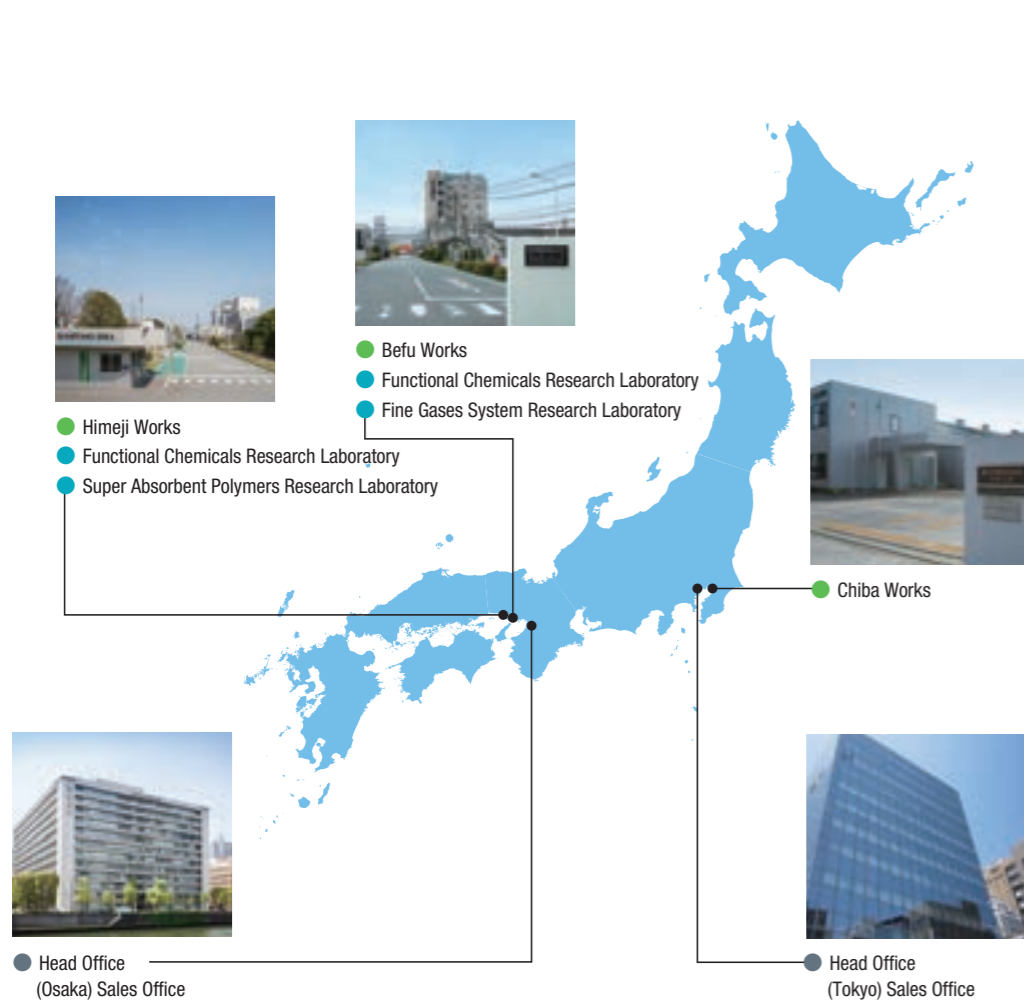 Befu Works
Functional Chemicals Research Laboratory
Fine Gases System Research Laboratory
Himeji Works
Functional Chemicals Research Laboratory
Super Absorbent Polymers Research Laboratory
Chiba Works
Head Office
(Osaka) Sales Office
Head Office
(Tokyo) Sales Office